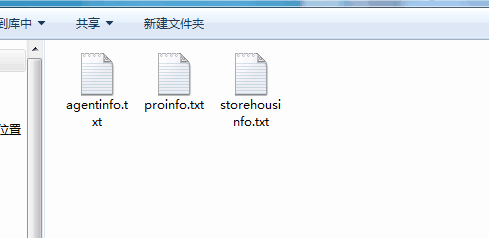 到库中 共享 新建文件夹
agentinfo.t
xt
proinfo.txt
storehousi
nfo.txt
位置